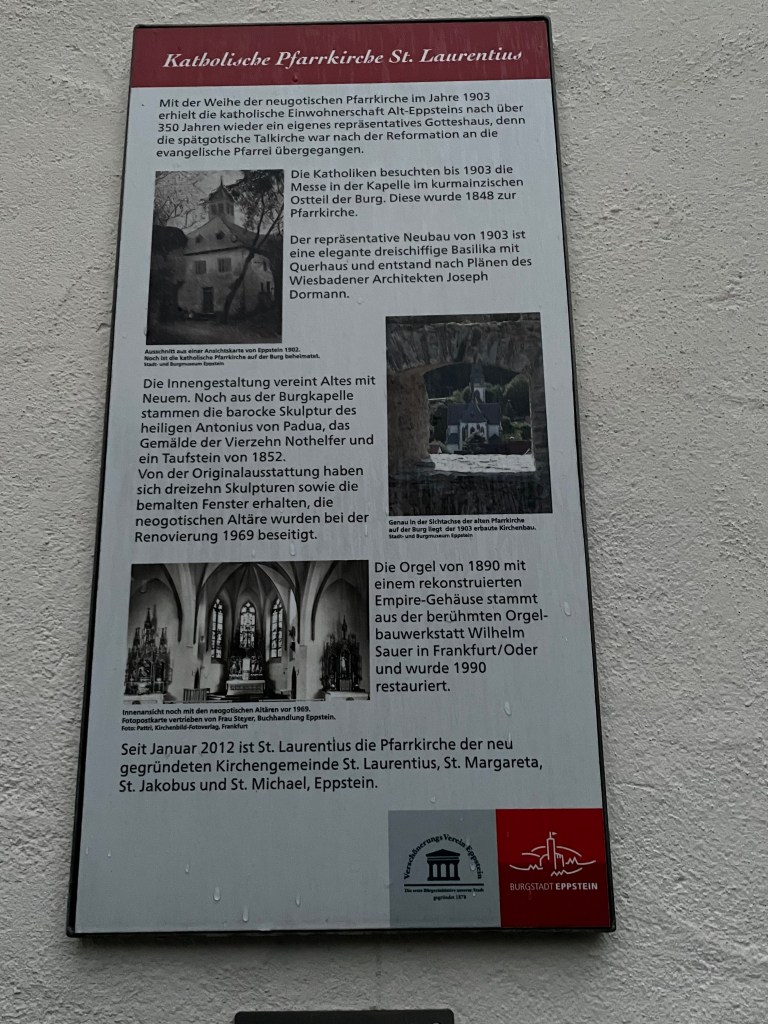 Katholische Pfarrkirche St. Laurentius
Mit der Weihe der neugotischen Pfarrkirche im Jahre 1903
erhielt die katholische Einwohnerschaft Alt-Eppsteins nach über
350 Jahren wieder ein eigenes repräsentatives Gotteshaus, denn
die spätgotische Talkirche war nach der Reformation an die
evangelische Pfarrei übergegangen.
Die Katholiken besuchten bis 1903 die
Messe in der Kapelle im kurmainzischen
Ostteil der Burg. Diese wurde 1848 zur
Pfarrkirche.
Der repräsentative Neubau von 1903 ist
eine elegante dreischiffige Basilika mit
Querhaus und entstand nach Plänen des
Wiesbadener Architekten Joseph
Dormann.
Ausschnitt aus einer Ansichtskarte von Eppstein 1902.
Noch ist die katholische Pfarrkirche auf der Burg beheimatet.
Stadt- und Burgmuseum Eppstein
Die Innengestaltung vereint Altes mit
Neuem. Noch aus der Burgkapelle
stammen die barocke Skulptur des
heiligen Antonius von Padua, das
Gemälde der Vierzehn Nothelfer und
ein Taufstein von 1852.
Von der Originalausstattung haben
sich dreizehn Skulpturen sowie die
bemalten Fenster erhalten, die
neogotischen Altäre wurden bei der
Renovierung 1969 beseitigt.
Genau in der Sichtachse der alten Pfarrkirche
auf der Burg liegt der 1903 erbaute Kirchenbau.
Stadt- und Burgmuseum Eppstein
Die Orgel von 1890 mit
einem rekonstruierten
Empire-Gehäuse stammt
aus der berühmten Orgel-
bauwerkstatt Wilhelm
Sauer in Frankfurt/Oder
und wurde 1990
restauriert.
Innenansicht noch mit den neogotischen Altären vor 1969.
Fotopostkarte vertrieben von Frau Steyer, Buchhandlung Eppstein.
Foto: Pattri, Kirchenbild-Fotoverlag, Frankfurt
Seit Januar 2012 ist St. Laurentius die Pfarrkirche der neu
gegründeten Kirchengemeinde St. Laurentius, St. Margareta,
St. Jakobus und St. Michael, Eppstein.
Verschönerungs Verein Eppstein
Die erste Bürgerinitiative unserer Stadt
gegründet 1878
BURGSTADT EPPSTEIN